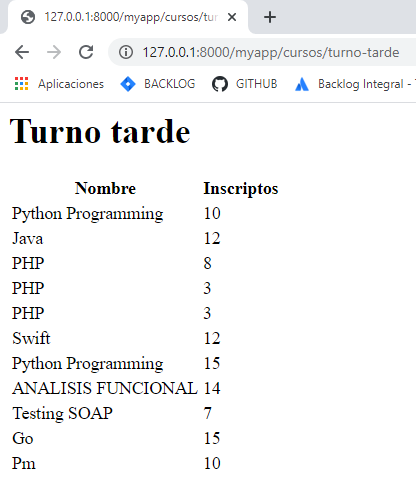 127.0.0.1:8000/myapp/cursos/tur
127.0.0.1:8000/myapp/cursos/turno-tarde
Aplicaciones BACKLOG GITHUB Backlog Integral -
Turno tarde
Nombre Inscriptos
Python Programming 10
Java 12
PHP 8
PHP 3
PHP 3
Swift 12
Python Programming 15
ANALISIS FUNCIONAL 14
Testing SOAP 7
Go 15
Pm 10